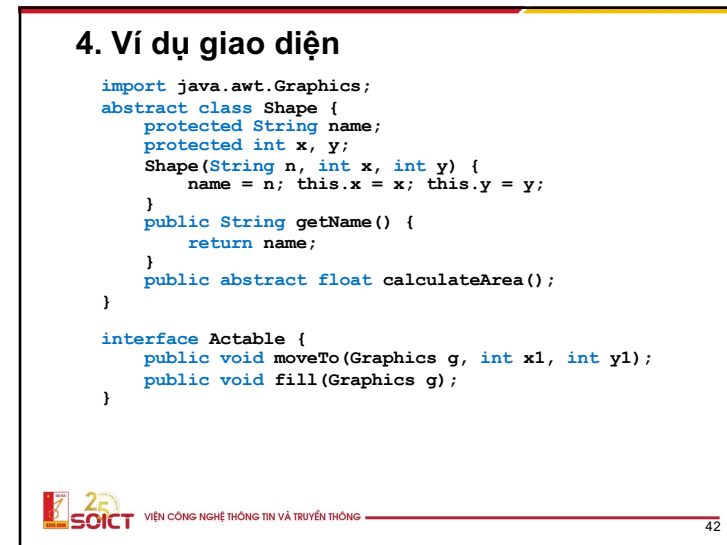 4. Ví dụ giao diện
import java.awt.Graphics;
abstract class Shape {
protected String name;
protected int x, y;
Shape(String n, int x, int y) {
name = n; this.x = x; this.y = y;
}
public String getName() {
return name;
}
public abstract float calculateArea();
}
interface Actable {
public void moveTo(Graphics g, int x1, int y1);
public void fill(Graphics g);
}
25
SOICT
VIỆN CÔNG NGHỆ THÔNG TIN VÀ TRUYỀN THÔNG
42